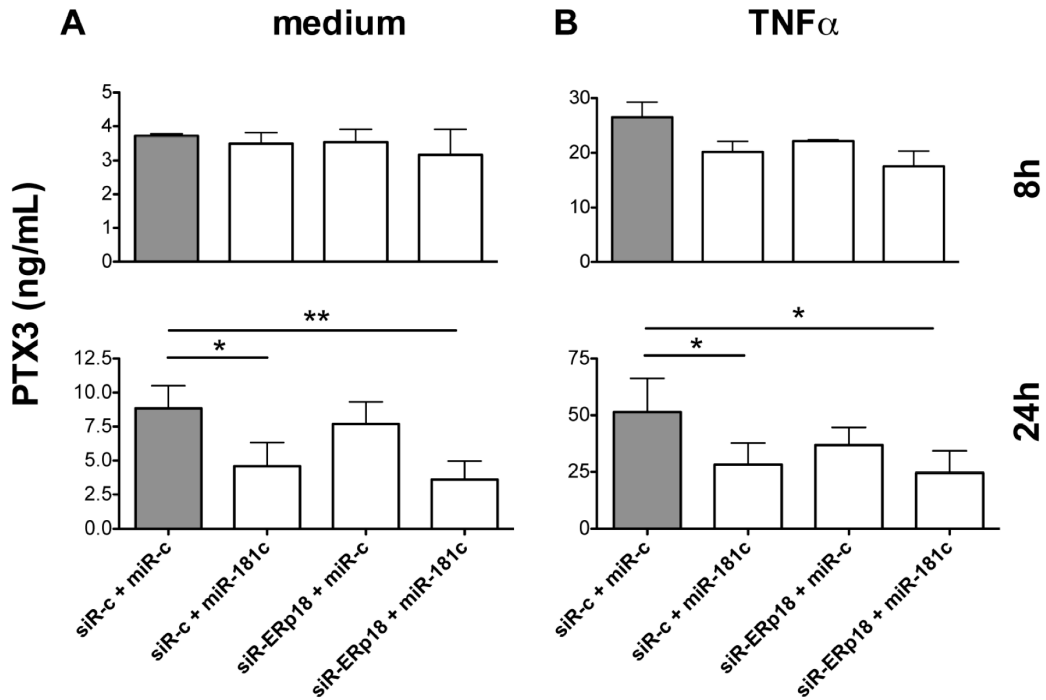 A
medium
B
TNFα
PTX3 (ng/mL)
5
4
3
2
1
0
30
20
10
0
8h
**
*
12.5
10.0
7.5
5.0
2.5
0.0
*
*
75
50
25
0
24h
siR-c + miR-c
siR-c + miR-181c
siR-ERp18 + miR-c
siR-ERp18 + miR-181c
siR-c + miR-c
siR-c + miR-181c
siR-ERp18 + miR-c
siR-ERp18 + miR-181c